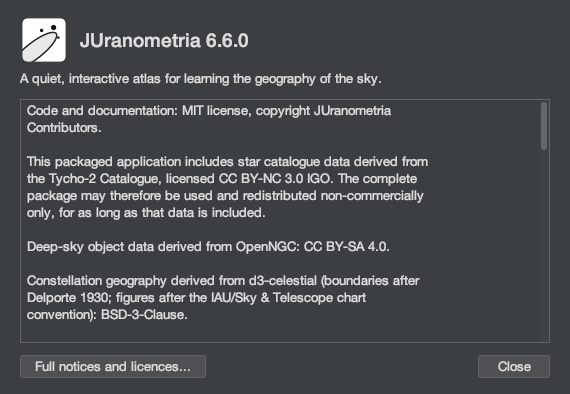 JUranometria 6.6.0
A quiet, interactive atlas for learning the geography of the sky.
Code and documentation: MIT license, copyright JUranometria
Contributors.
This packaged application includes star catalogue data derived from
the Tycho-2 Catalogue, licensed CC BY-NC 3.0 IGO. The complete
package may therefore be used and redistributed non-commercially
only, for as long as that data is included.
Deep-sky object data derived from OpenNGC: CC BY-SA 4.0.
Constellation geography derived from d3-celestial (boundaries after
Delporte 1930; figures after the IAU/Sky & Telescope chart
convention): BSD-3-Clause.
Full notices and licences...
Close